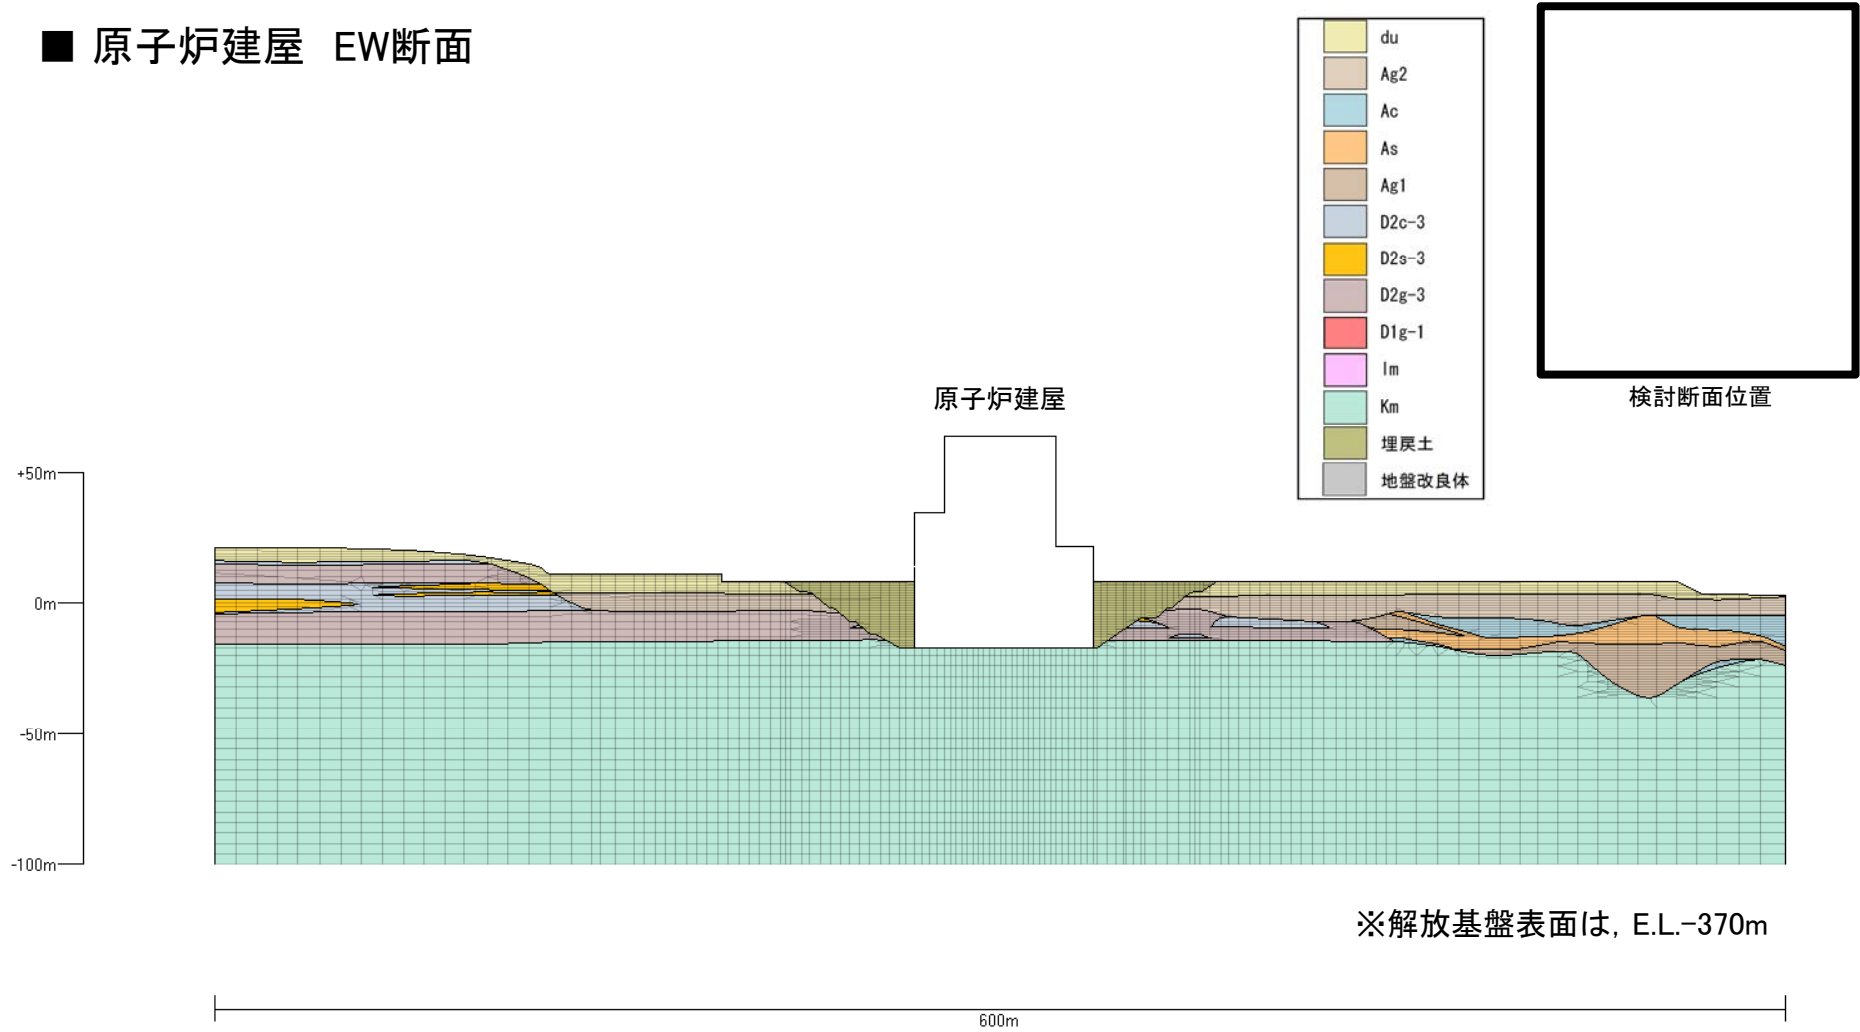 ■ 原子炉建屋　EW断面
du
Ag2
Ac
As
Ag1
D2c-3
D2s-3
D2g-3
D1g-1
Im
Km
埋戻土
地盤改良体
検討断面位置
原子炉建屋
+50m
0m
-50m
-100m
※解放基盤表面は，E.L.-370m
600m